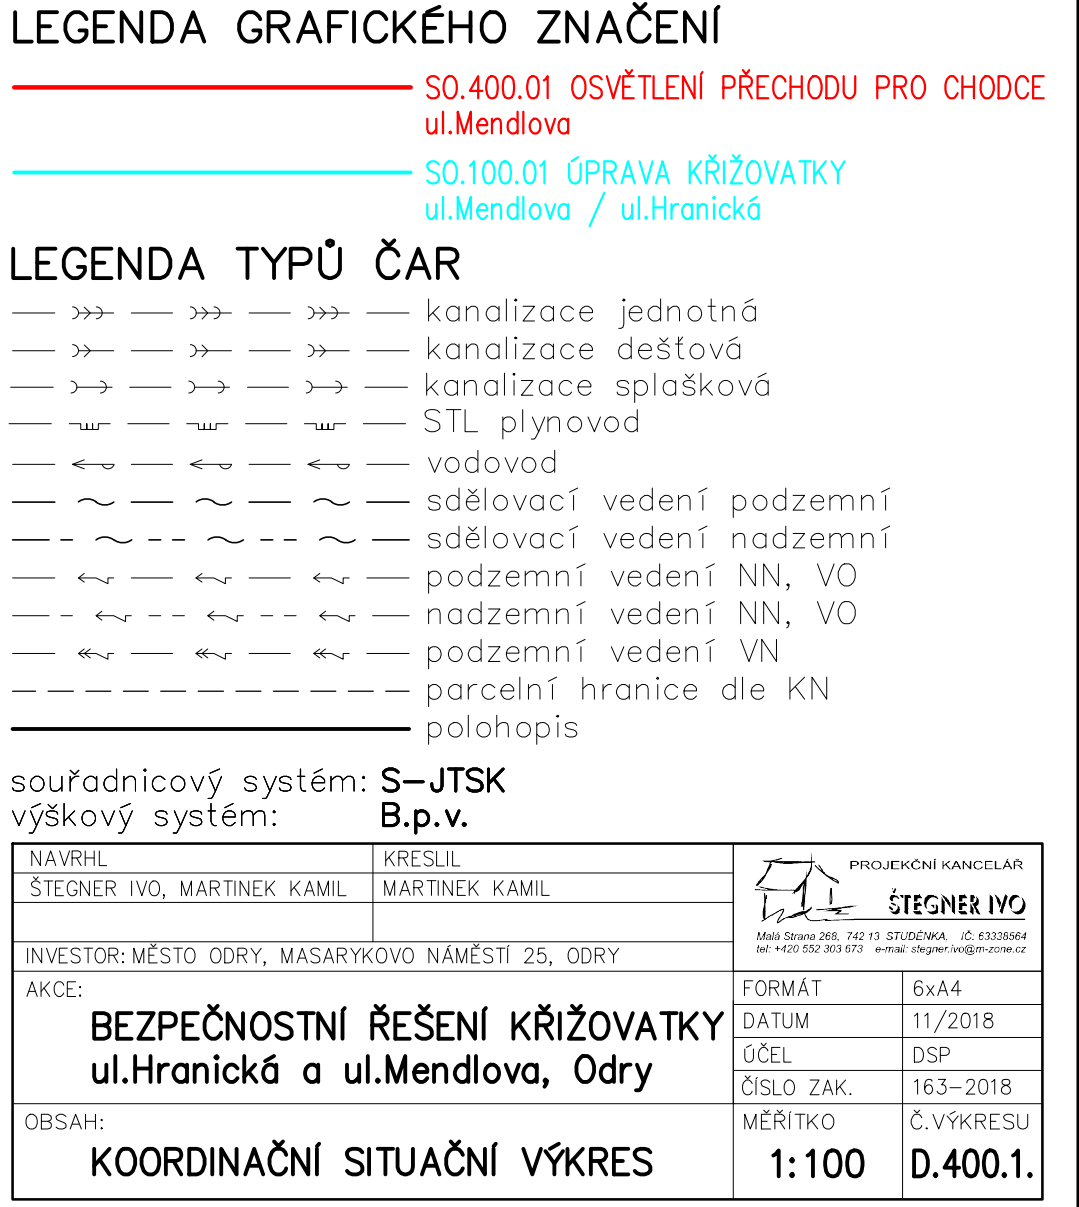 LEGENDA GRAFICKÉHO ZNAČENÍ
SO.400.01 OSVĚTLENÍ PŘECHODU PRO CHODCE
ul.Mendlova
SO.100.01 ÚPRAVA KŘIŽOVATKY
ul.Mendlova / ul.Hranická
LEGENDA TYPŮ ČAR
kanalizace jednotná
kanalizace dešťová
kanalizace splašková
STL plynovod
vodovod
sdělovací vedení podzemní
sdělovací vedení nadzemní
podzemní vedení NN, VO
nadzemní vedení NN, VO
podzemní vedení VN
parcelní hranice dle KN
polohopis
souřadnicový systém: S-JTSK
výškový systém: B.p.v.
NAVRHL
KRESLIL
ŠTEGNER IVO, MARTINEK KAMIL
MARTINEK KAMIL
INVESTOR: MĚSTO ODRY, MASARYKOVO NÁMĚSTÍ 25, ODRY
PROJEKČNÍ KANCELÁŘ
ŠTEGNER IVO
Malá Strana 268, 742 13 STUDÉNKA, IČ: 63338564
tel: +420 552 303 673 e-mail: stegner.ivo@m-zone.cz
AKCE:
BEZPEČNOSTNÍ ŘEŠENÍ KŘIŽOVATKY
ul.Hranická a ul.Mendlova, Odry
FORMÁT 6xA4
DATUM 11/2018
ÚČEL DSP
ČÍSLO ZAK. 163-2018
OBSAH:
KOORDINAČNÍ SITUAČNÍ VÝKRES
MĚŘÍTKO
1:100
Č.VÝKRESU
D.400.1.